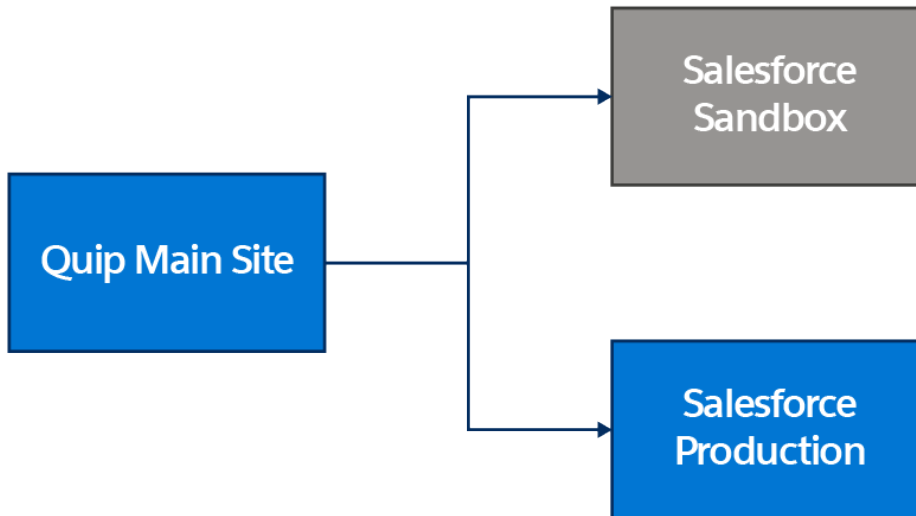 Salesforce
Sandbox
Quip Main Site
Salesforce
Production